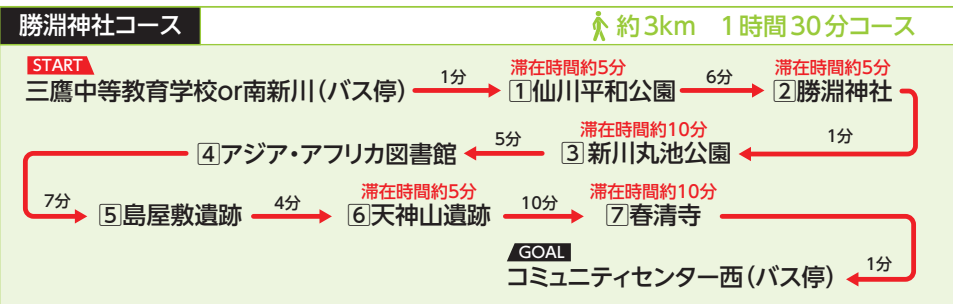 勝淵神社コース
約3km 1時間30分コース
START
三鷹中等教育学校or南新川(バス停)
1分
滞在時間約5分
1仙川平和公園
6分
滞在時間約5分
2勝淵神社
1分
滞在時間約10分
3新川丸池公園
5分
4アジア・アフリカ図書館
7分
5島屋敷遺跡
4分
滞在時間約5分
6天神山遺跡
10分
滞在時間約10分
7春清寺
1分
GOAL
コミュニティセンター西(バス停)